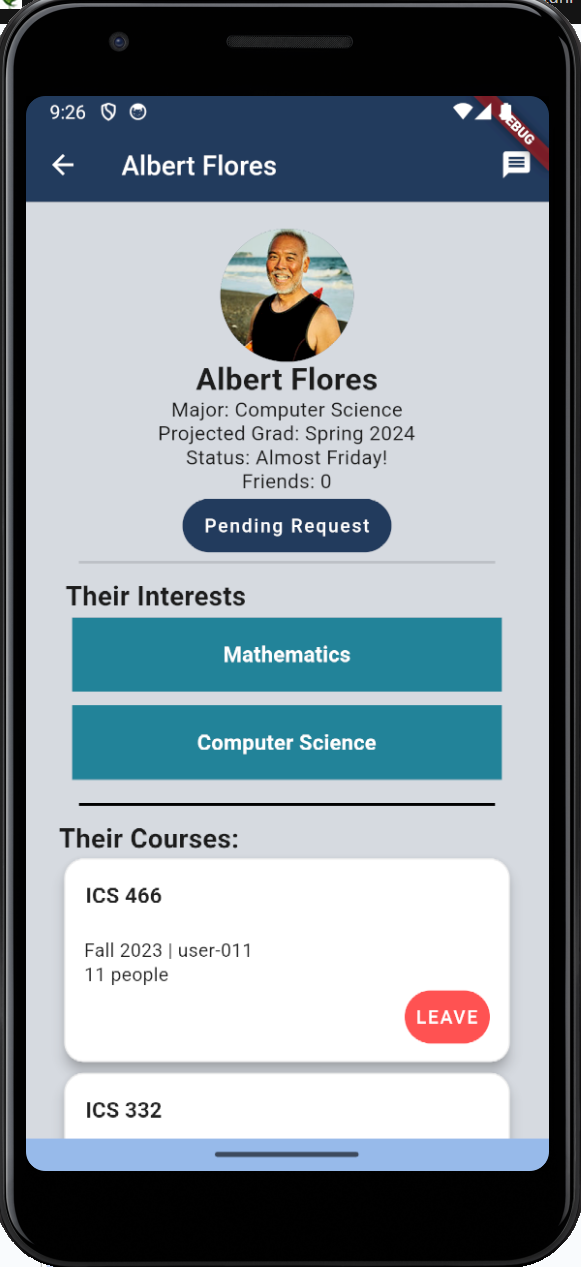 9:26
DEBUG
Albert Flores
Albert Flores
Major: Computer Science
Projected Grad: Spring 2024
Status: Almost Friday!
Friends: 0
Pending Request
Their Interests
Mathematics
Computer Science
Their Courses:
ICS 466
Fall 2023 | user-011
11 people
LEAVE
ICS 332